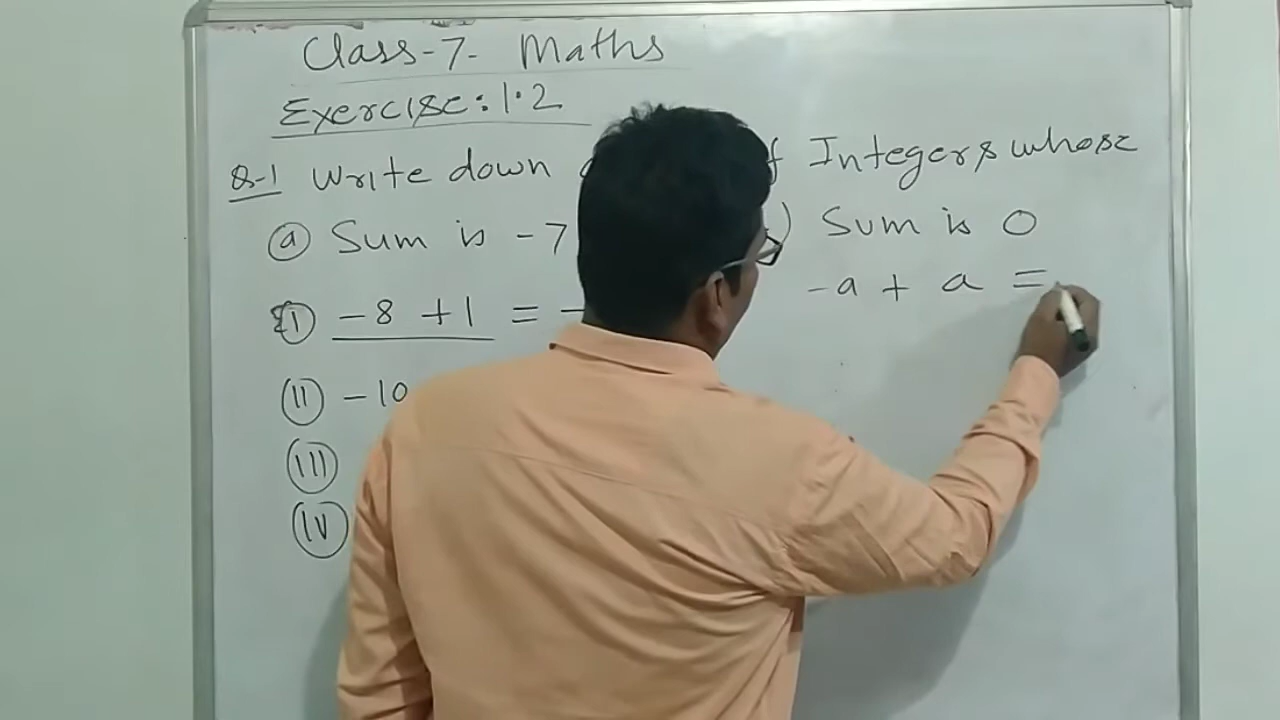 Class-7- Maths
Exercise: 1.2
Q-1 Write down Integers whose
(a) Sum is -7
Sum is 0
(i) -8 + 1 =
-a + a =
(ii) -10
(iii)
(iv)